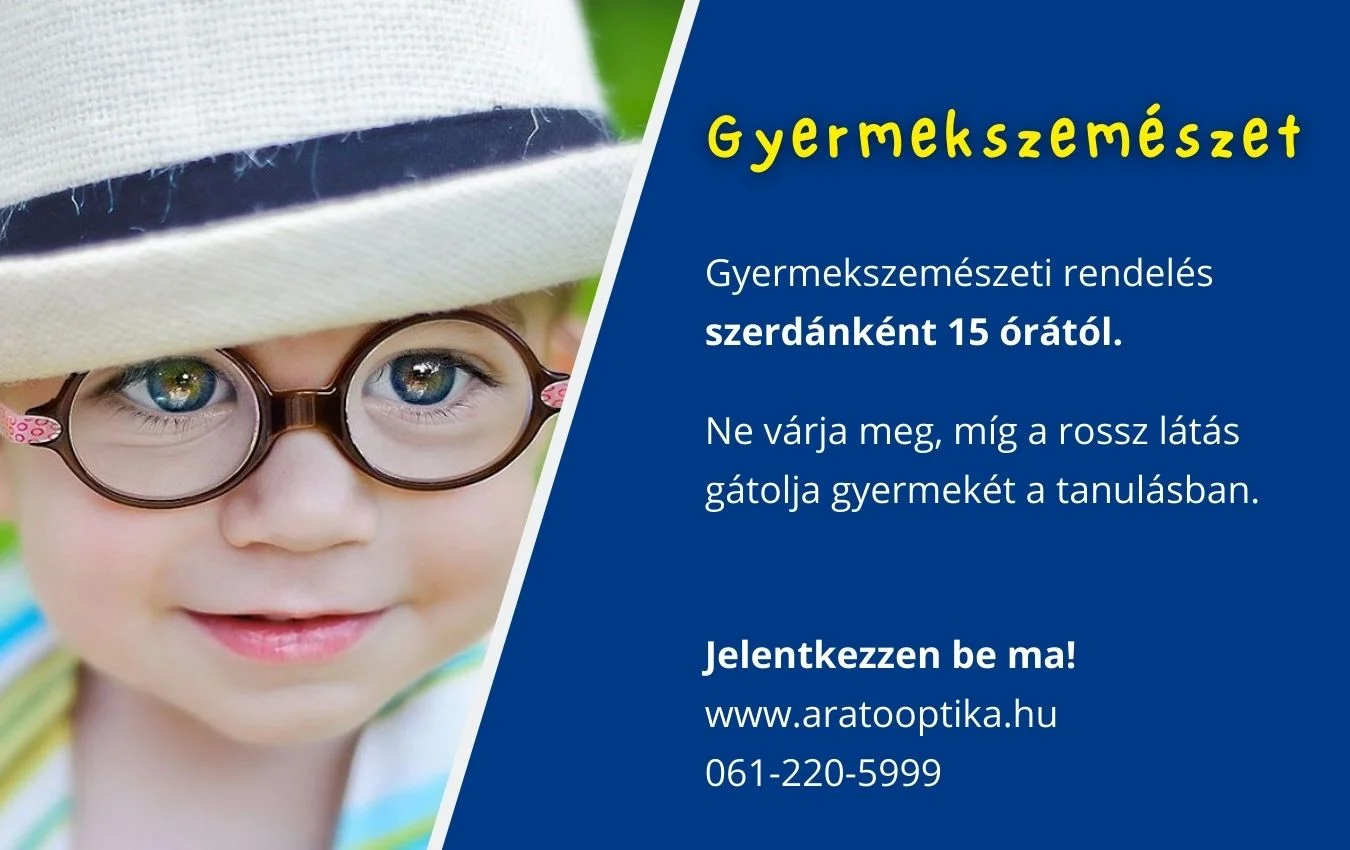 Gyermekszemészet
Gyermekszemészeti rendelés
szerdánként 15 órától.
Ne várja meg, míg a rossz látás
gátolja gyermekét a tanulásban.
Jelentkezzen be ma!
www.aratooptika.hu
061-220-5999